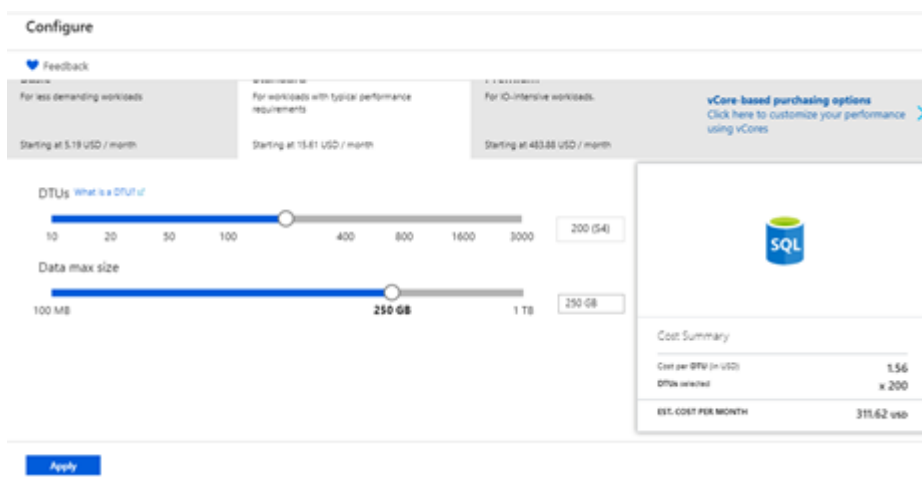 Configure
Feedback
For less demanding workloads
For workloads with typical performance
requirements
For IO-intensive workloads.
vCore-based purchasing options
Click here to customize your performance
using vCores
Starting at 5.19 USD / month
Starting at 15.61 USD / month
Starting at 483.88 USD / month
DTUs What is a DTU?
10 20 50 100 400 800 1600 3000
200 (S4)
Data max size
100 MB 250 GB 1 TB
250 GB
SQL
Cost Summary
Cost per DTU (in USD) 1.56
DTUs selected x 200
EST. COST PER MONTH 311.62 USD
Apply